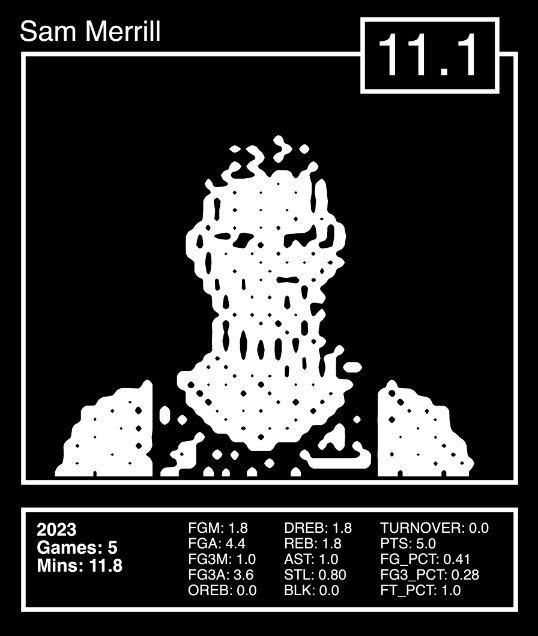 Sam Merrill
11.1
2023
Games: 5
Mins: 11.8
FGM: 1.8
FGA: 4.4
FG3M: 1.0
FG3A: 3.6
OREB: 0.0
DREB: 1.8
REB: 1.8
AST: 1.0
STL: 0.80
BLK: 0.0
TURNOVER: 0.0
PTS: 5.0
FG_PCT: 0.41
FG3_PCT: 0.28
FT_PCT: 1.0